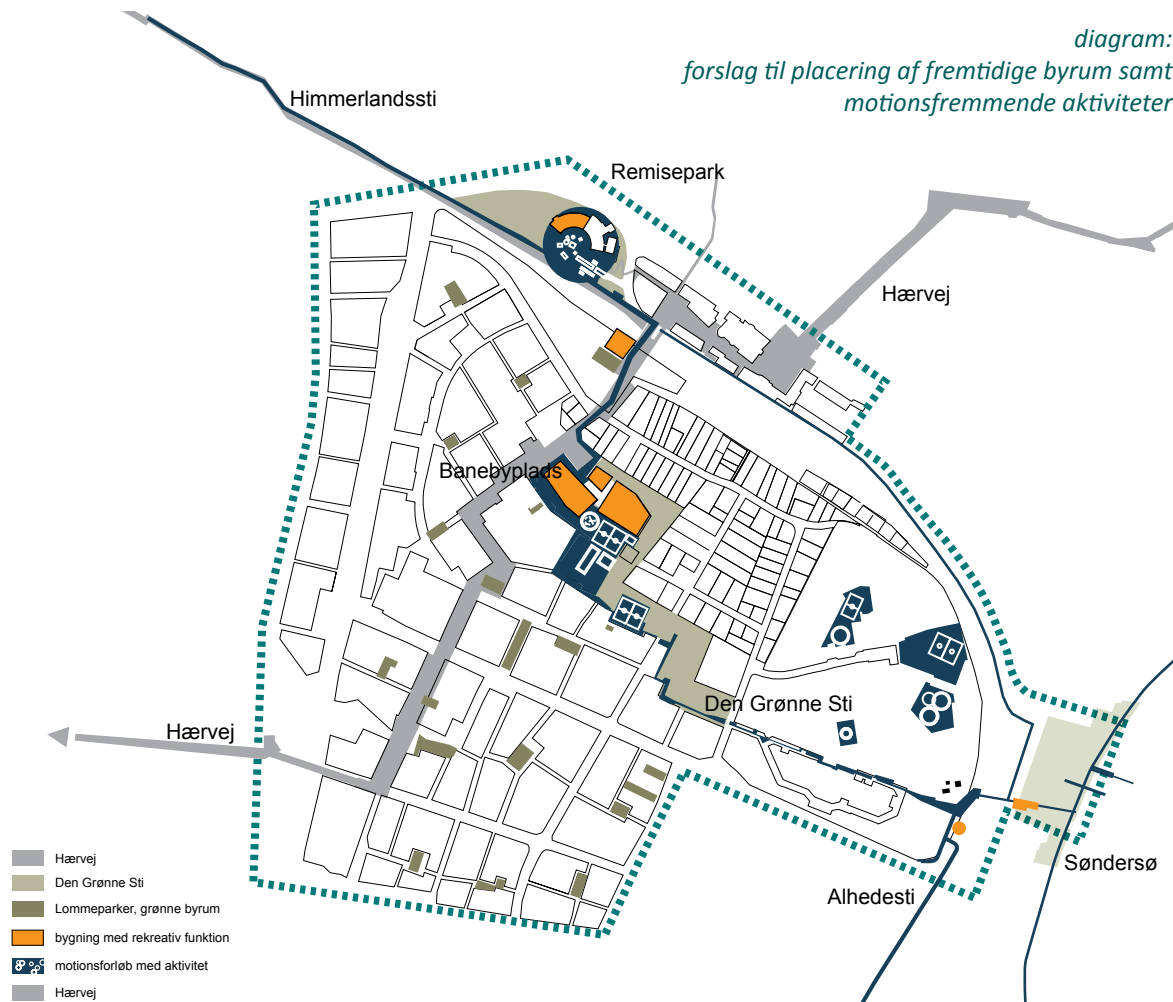 diagram:
forslag til placering af fremtidige byrum samt
motionsfremmende aktiviteter
Himmerlandssti
Remisepark
Hærvej
Banebyplads
Den Grønne Sti
Hærvej
Søndersø
Alhedesti
Hærvej
Den Grønne Sti
Lommeparker, grønne byrum
bygning med rekreativ funktion
motionsforløb med aktivitet
Hærvej